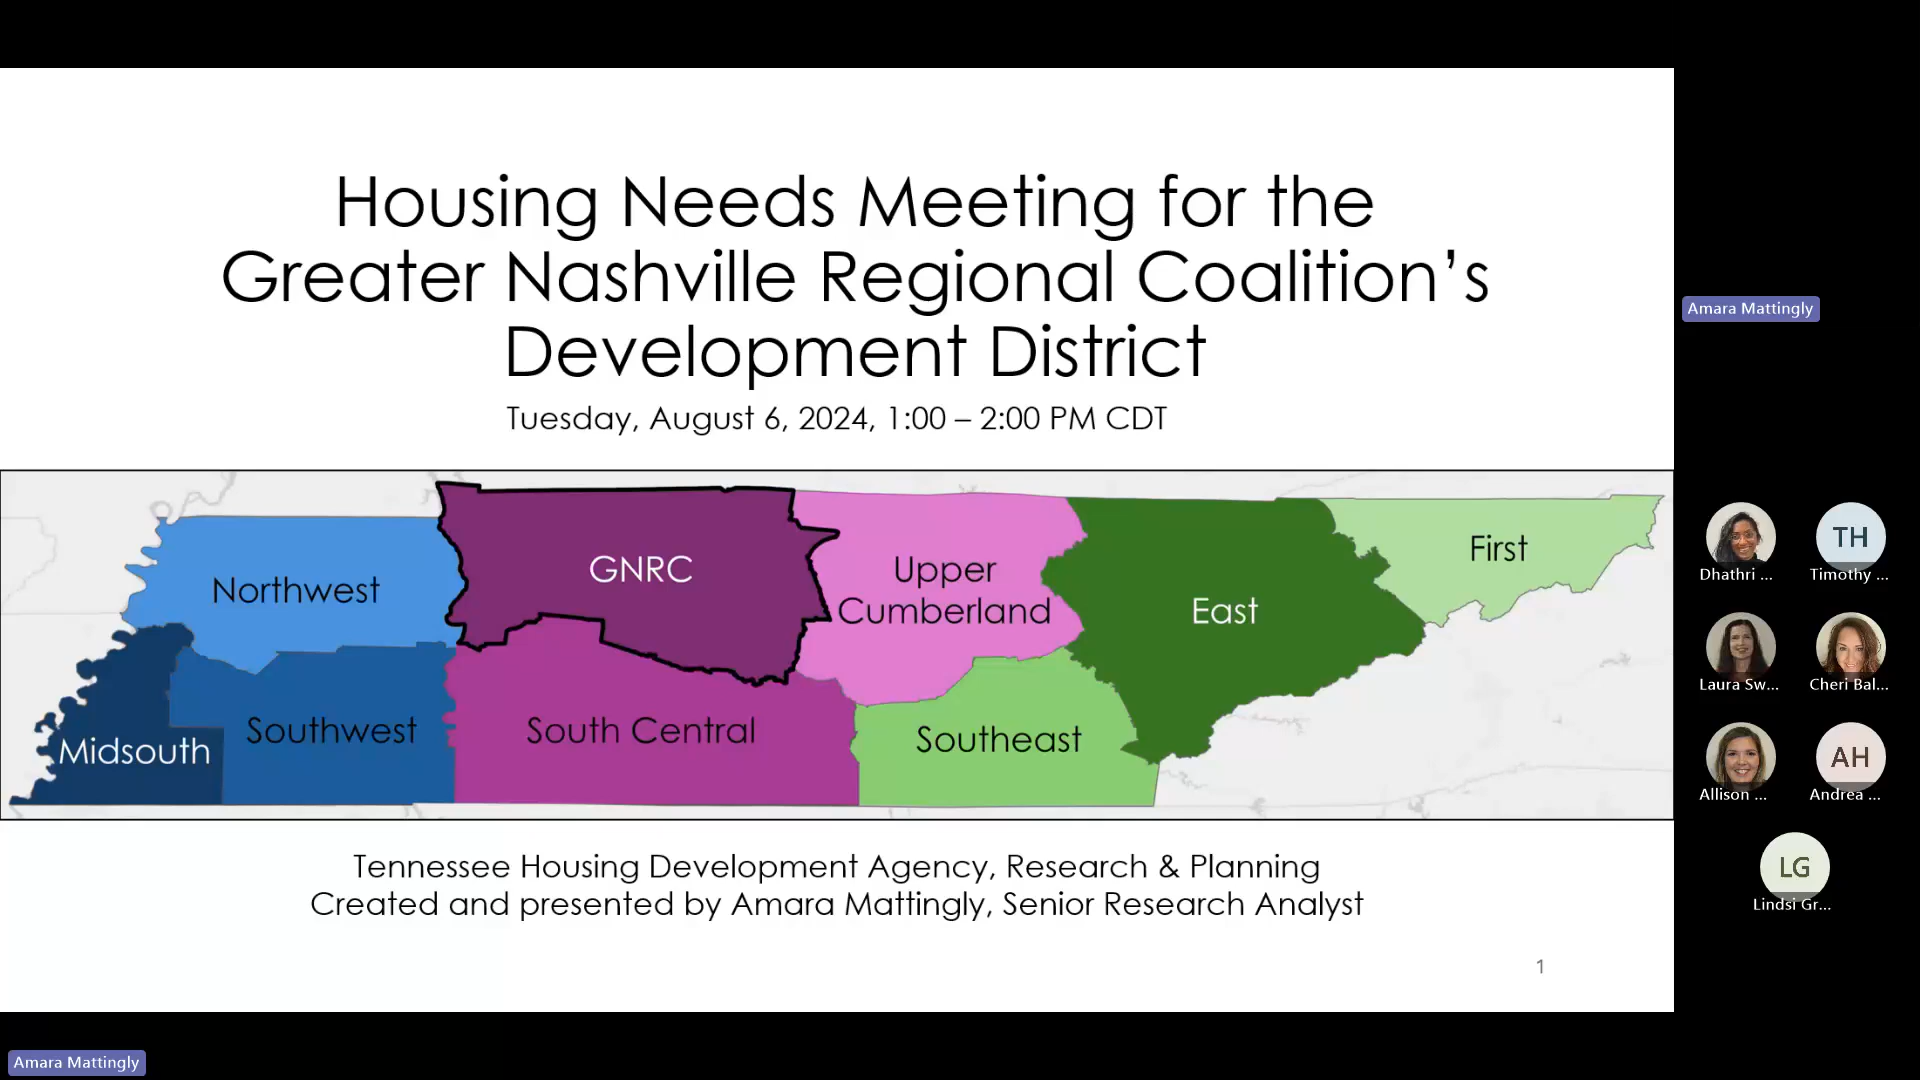 Housing Needs Meeting for the
Greater Nashville Regional Coalition’s
Development District
Tuesday, August 6, 2024, 1:00 – 2:00 PM CDT
Northwest
GNRC
Upper
Cumberland
East
First
Midsouth
Southwest
South Central
Southeast
Tennessee Housing Development Agency, Research & Planning
Created and presented by Amara Mattingly, Senior Research Analyst
1
Amara Mattingly
Dhathri ...
TH
Timothy ...
Laura Sw...
Cheri Bal...
Allison ...
AH
Andrea ...
LG
Lindsi Gr...
Amara Mattingly